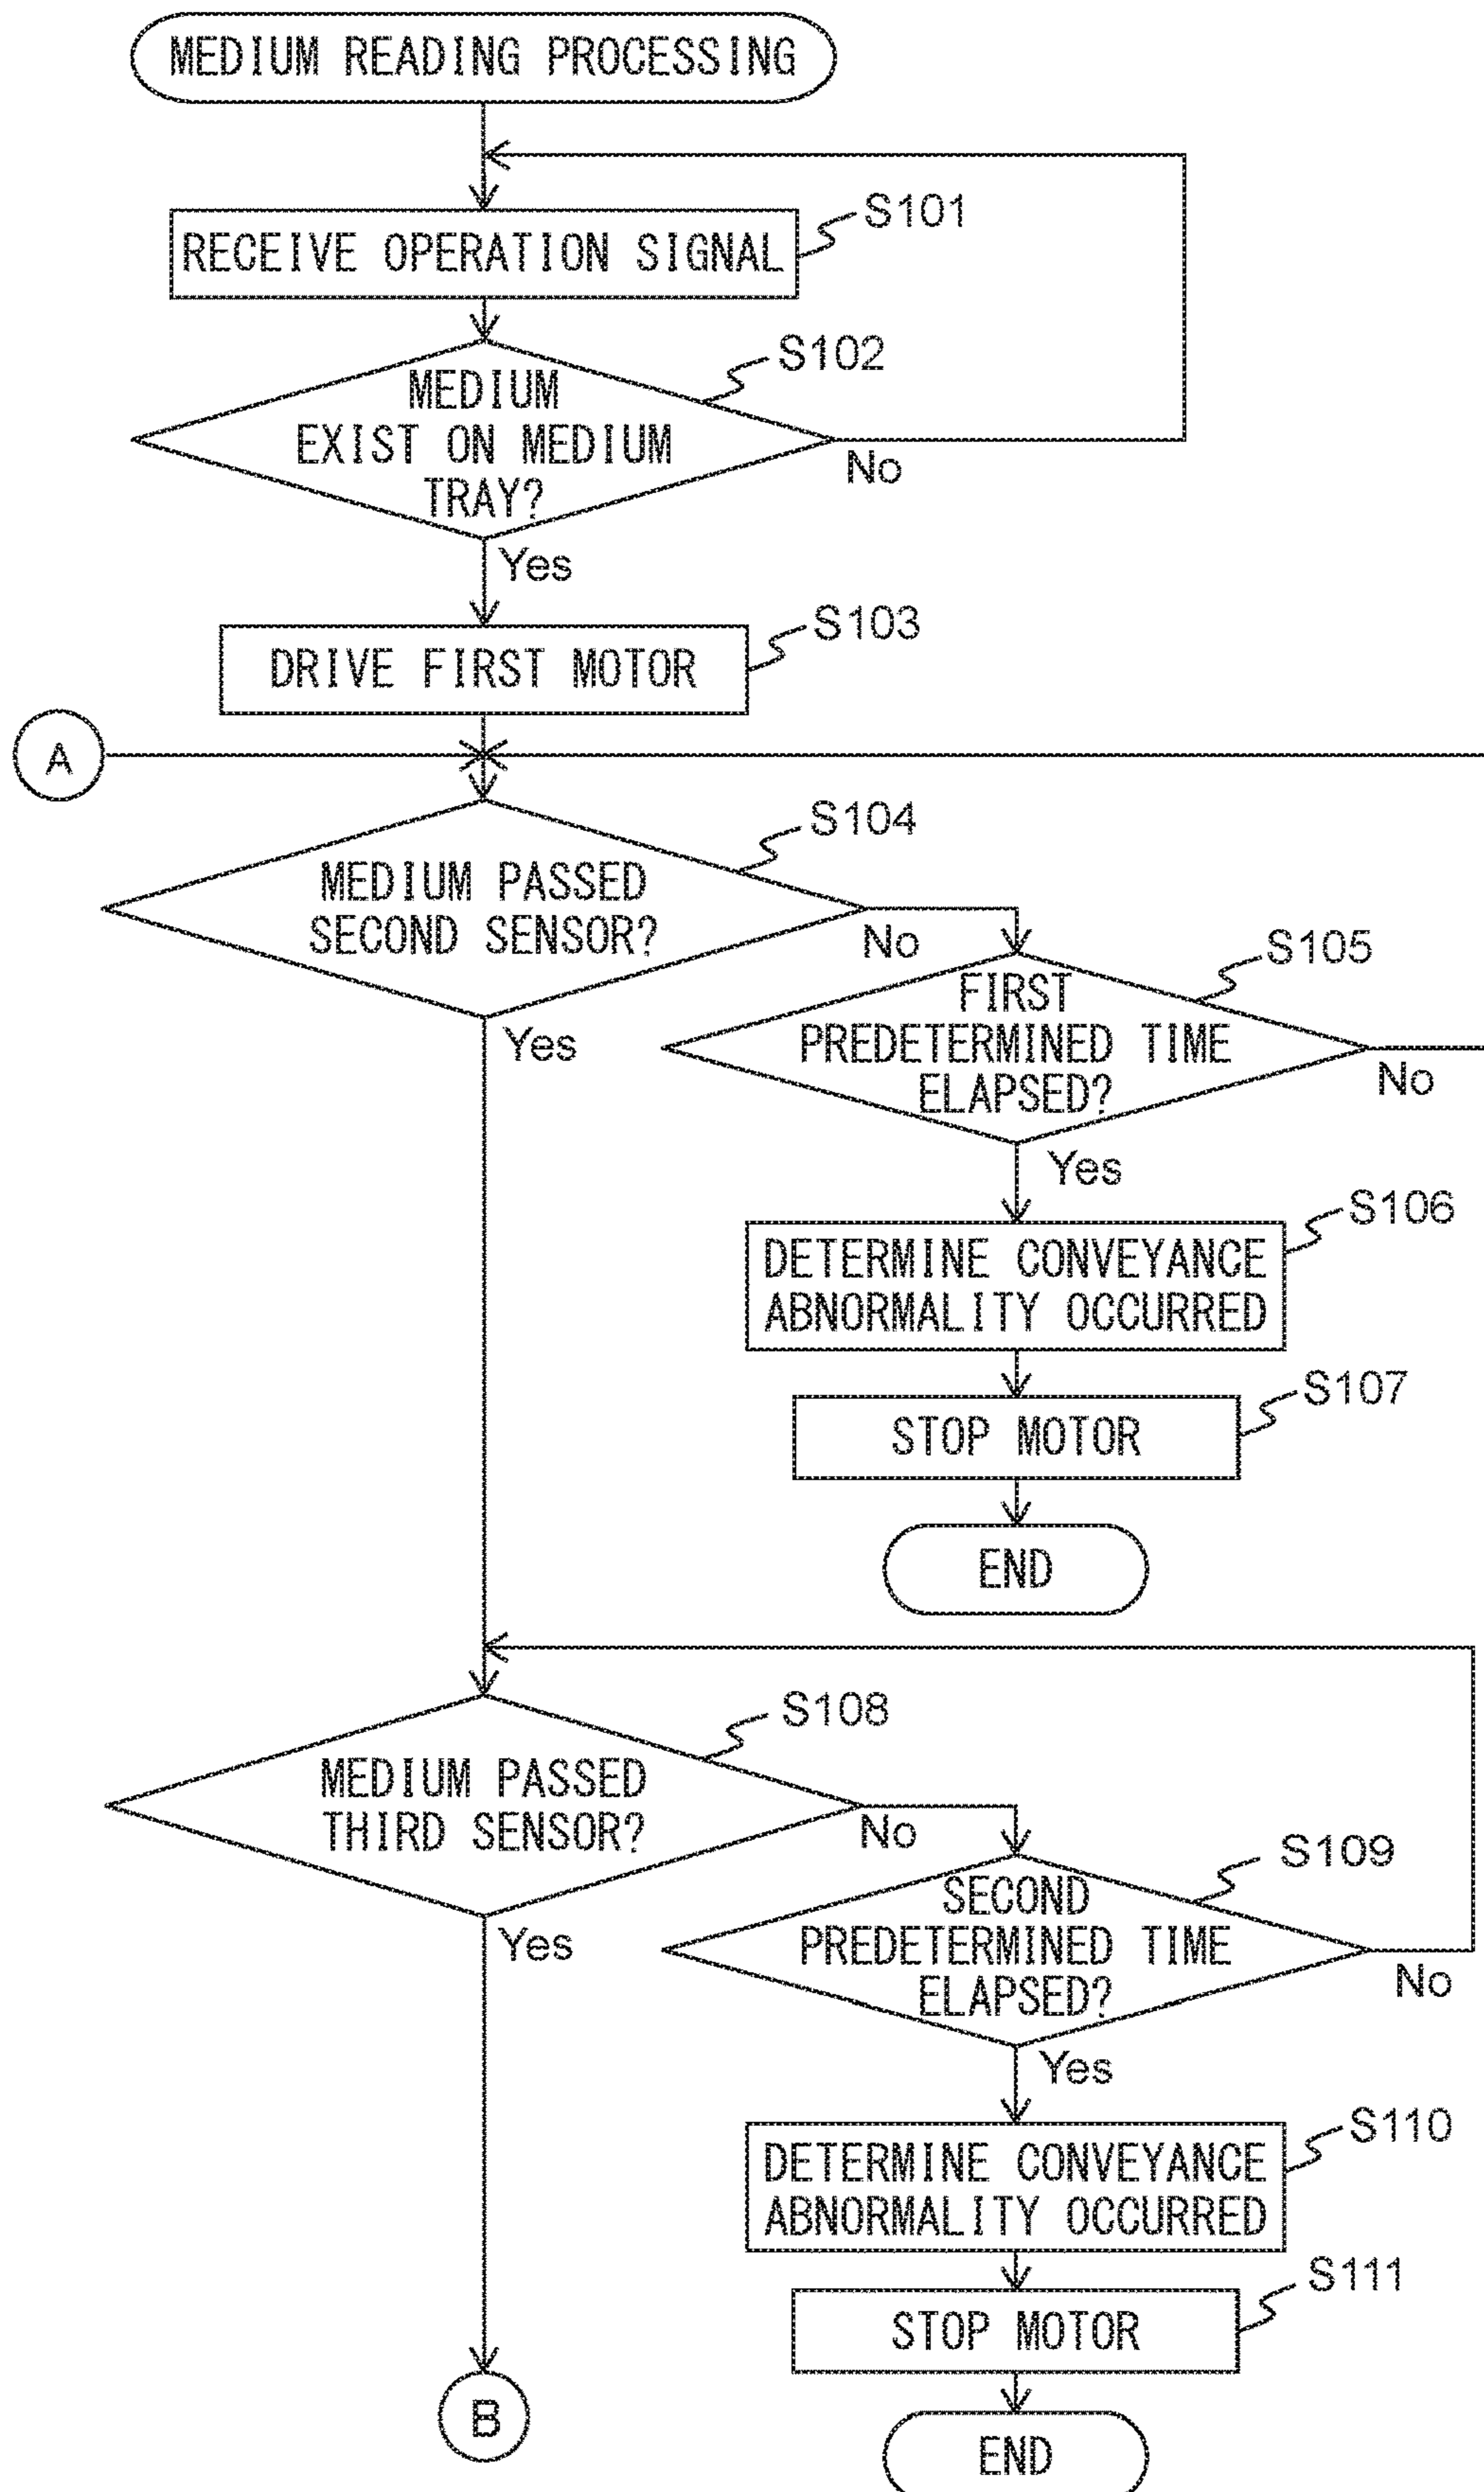 MEDIUM READING PROCESSING
S101
RECEIVE OPERATION SIGNAL
S102
MEDIUM
EXIST ON MEDIUM
TRAY?
No
Yes
S103
DRIVE FIRST MOTOR
A
S104
MEDIUM PASSED
SECOND SENSOR?
No
Yes
S105
FIRST
PREDETERMINED TIME
ELAPSED?
No
Yes
S106
DETERMINE CONVEYANCE
ABNORMALITY OCCURRED
S107
STOP MOTOR
END
S108
MEDIUM PASSED
THIRD SENSOR?
No
Yes
S109
SECOND
PREDETERMINED TIME
ELAPSED?
No
Yes
S110
DETERMINE CONVEYANCE
ABNORMALITY OCCURRED
S111
STOP MOTOR
B
END